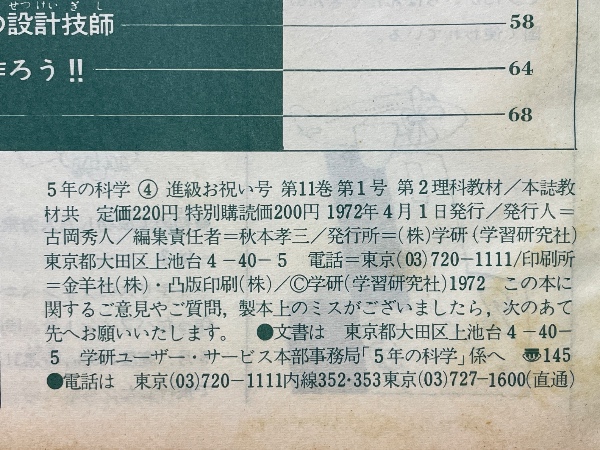 せつけいぎし
の設計技師 58
ろう!! 64
68
5年の科学 ④ 進級お祝い号 第11巻第1号 第2理科教材/本誌教
材共 定価220円 特別購読価200円 1972年4月1日発行/発行人=
古岡秀人/編集責任者=秋本孝三/発行所=(株)学研(学習研究社)
東京都大田区上池台4-40-5 電話=東京(03)720-1111/印刷所
=金羊社(株)・凸版印刷(株)/©学研(学習研究社)1972 この本に
関するご意見やご質問,製本上のミスがございましたら,次のあて
先へお願いいたします。 ●文書は 東京都大田区上池台4-40-
5 学研ユーザー・サービス本部事務局「5年の科学」係へ 〠145
●電話は 東京(03)720-1111内線352・353東京(03)727-1600(直通)